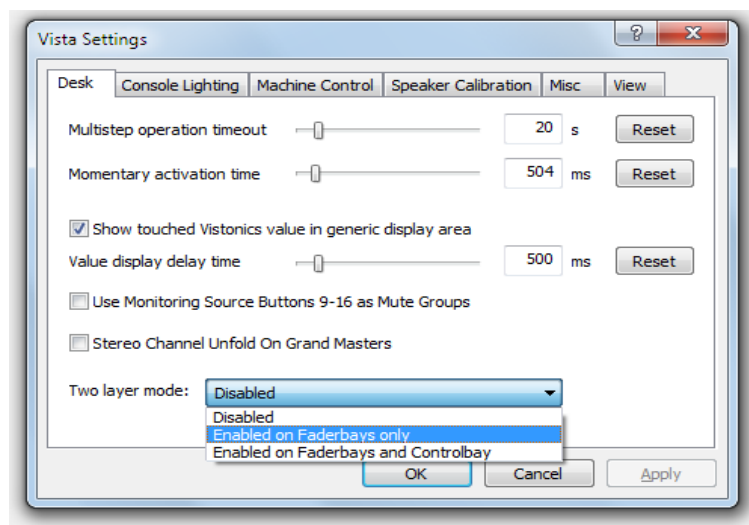 Vista Settings
Desk Console Lighting Machine Control Speaker Calibration Misc View
Multistep operation timeout 20 s Reset
Momentary activation time 504 ms Reset
Show touched Vistonics value in generic display area
Value display delay time 500 ms Reset
Use Monitoring Source Buttons 9-16 as Mute Groups
Stereo Channel Unfold On Grand Masters
Two layer mode: Disabled
Disabled
Enabled on Faderbays only
Enabled on Faderbays and Controlbay
OK Cancel Apply